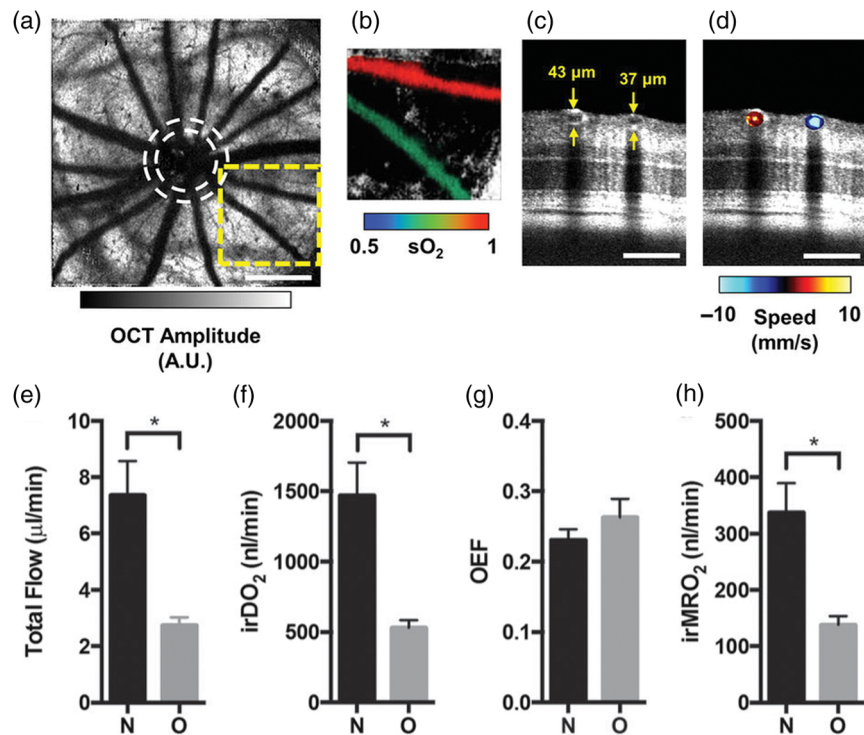 (a)
OCT Amplitude
(A.U.)
(b)
0.5 sO₂ 1
(c)
43 µm
37 µm
(d)
–10 Speed 10
(mm/s)
(e)
Total Flow (µl/min)
10
8
6
4
2
0
*
N O
(f)
irDO₂ (nl/min)
2000
1500
1000
500
0
*
N O
(g)
OEF
0.4
0.3
0.2
0.1
0.0
N O
(h)
irMRO₂ (nl/min)
500
400
300
200
100
0
*
N O